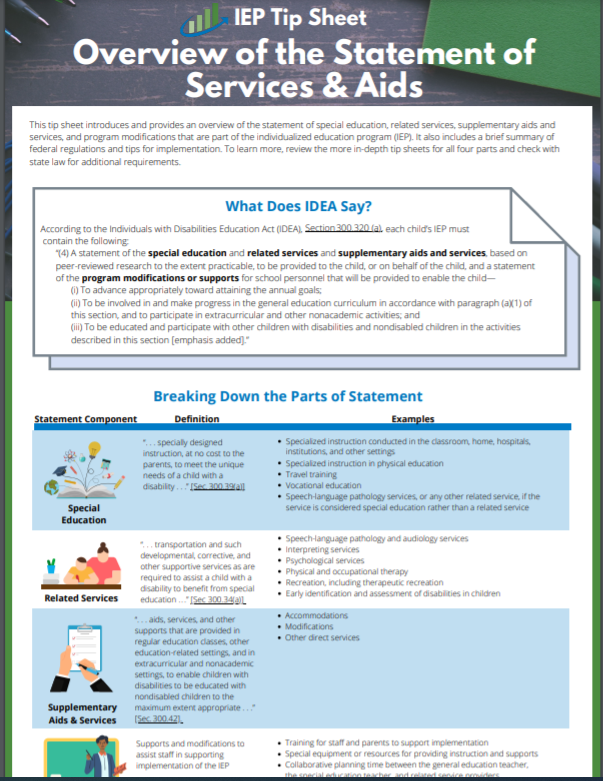 IEP Tip Sheet
Overview of the Statement of
Services & Aids
This tip sheet introduces and provides an overview of the statement of special education, related services, supplementary aids and
services, and program modifications that are part of the individualized education program (IEP). It also includes a brief summary of
federal regulations and tips for implementation. To learn more, review the more in-depth tip sheets for all four parts and check with
state law for additional requirements.
What Does IDEA Say?
According to the Individuals with Disabilities Education Act (IDEA), Section 300.320 (a), each child's IEP must
contain the following:
"(4) A statement of the special education and related services and supplementary aids and services, based on
peer-reviewed research to the extent practicable, to be provided to the child, or on behalf of the child, and a statement
of the program modifications or supports for school personnel that will be provided to enable the child—
(i) To advance appropriately toward attaining the annual goals;
(ii) To be involved in and make progress in the general education curriculum in accordance with paragraph (a)(1) of
this section, and to participate in extracurricular and other nonacademic activities; and
(iii) To be educated and participate with other children with disabilities and nondisabled children in the activities
described in this section [emphasis added]."
Breaking Down the Parts of Statement
Statement Component Definition Examples
Special
Education
". . . specially designed
instruction, at no cost to the
parents, to meet the unique
needs of a child with a
disability . . ." [Sec. 300.39(a)]
• Specialized instruction conducted in the classroom, home, hospitals,
institutions, and other settings
• Specialized instruction in physical education
• Travel training
• Vocational education
• Speech-language pathology services, or any other related service, if the
service is considered special education rather than a related service
Related Services
". . . transportation and such
developmental, corrective, and
other supportive services as are
required to assist a child with a
disability to benefit from special
education . . ." [Sec 300.34(a)].
• Speech-language pathology and audiology services
• Interpreting services
• Psychological services
• Physical and occupational therapy
• Recreation, including therapeutic recreation
• Early identification and assessment of disabilities in children
Supplementary
Aids & Services
". . . aids, services, and other
supports that are provided in
regular education classes, other
education-related settings, and in
extracurricular and nonacademic
settings, to enable children with
disabilities to be educated with
nondisabled children to the
maximum extent appropriate . . ."
[Sec. 300.42].
• Accommodations
• Modifications
• Other direct services
Supports and modifications to
assist staff in supporting
implementation of the IEP
• Training for staff and parents to support implementation
• Special equipment or resources for providing instruction and supports
• Collaborative planning time between the general education teacher,
the special education teacher, and related service providers